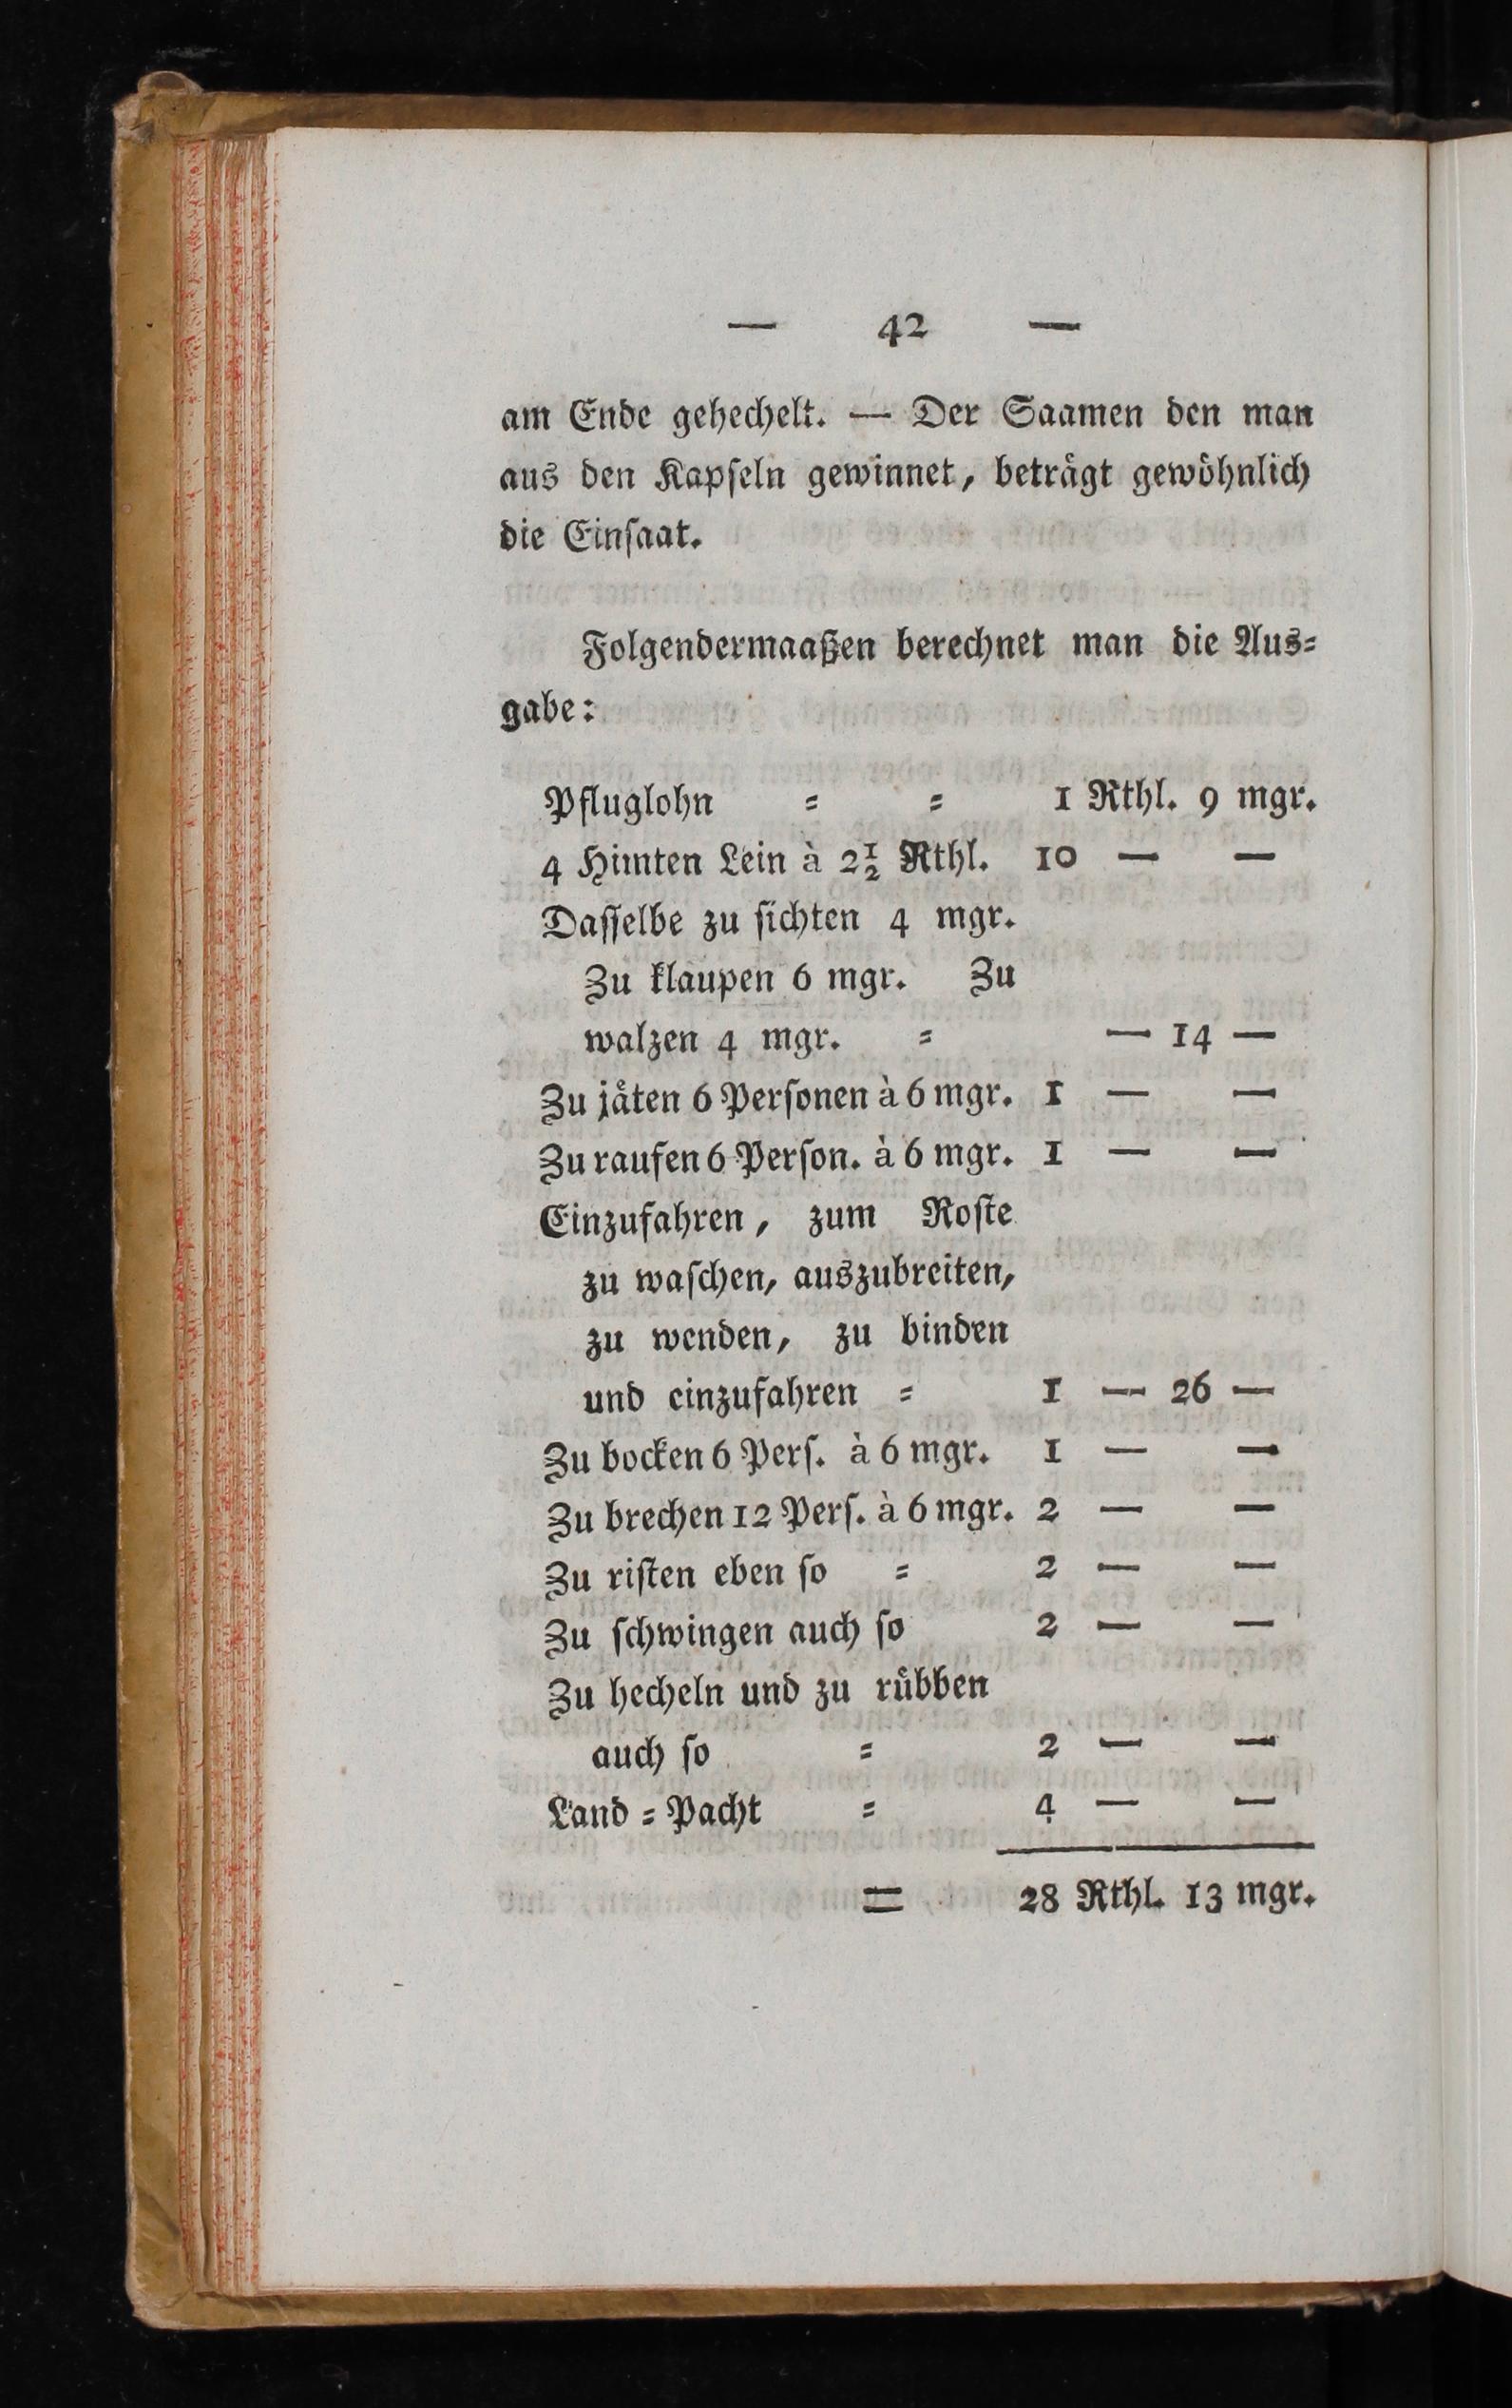 — 42 —
am Ende gehechelt. — Der Saamen den man
aus den Kapſeln gewinnet, beträgt gewöhnlich
die Einſaat.
Folgendermaaßen berechnet man die Aus=
gabe:
Pfluglohn = = 1 Rthl. 9 mgr.
4 Himten Lein à 2½ Rthl. 10 — —
Daſſelbe zu ſichten 4 mgr.
Zu klaupen 6 mgr. Zu
walzen 4 mgr. = — 14 —
Zu jäten 6 Perſonen à 6 mgr. 1 — —
Zu raufen 6 Perſon. à 6 mgr. 1 — —
Einzufahren, zum Roſte
zu waſchen, auszubreiten,
zu wenden, zu binden
und einzufahren = 1 — 26 —
Zu bocken 6 Perſ. à 6 mgr. 1 — —
Zu brechen 12 Perſ. à 6 mgr. 2 — —
Zu riſten eben ſo = 2 — —
Zu ſchwingen auch ſo 2 — —
Zu hecheln und zu rübben
auch ſo = 2 — —
Land = Pacht = 4 — —
= 28 Rthl. 13 mgr.